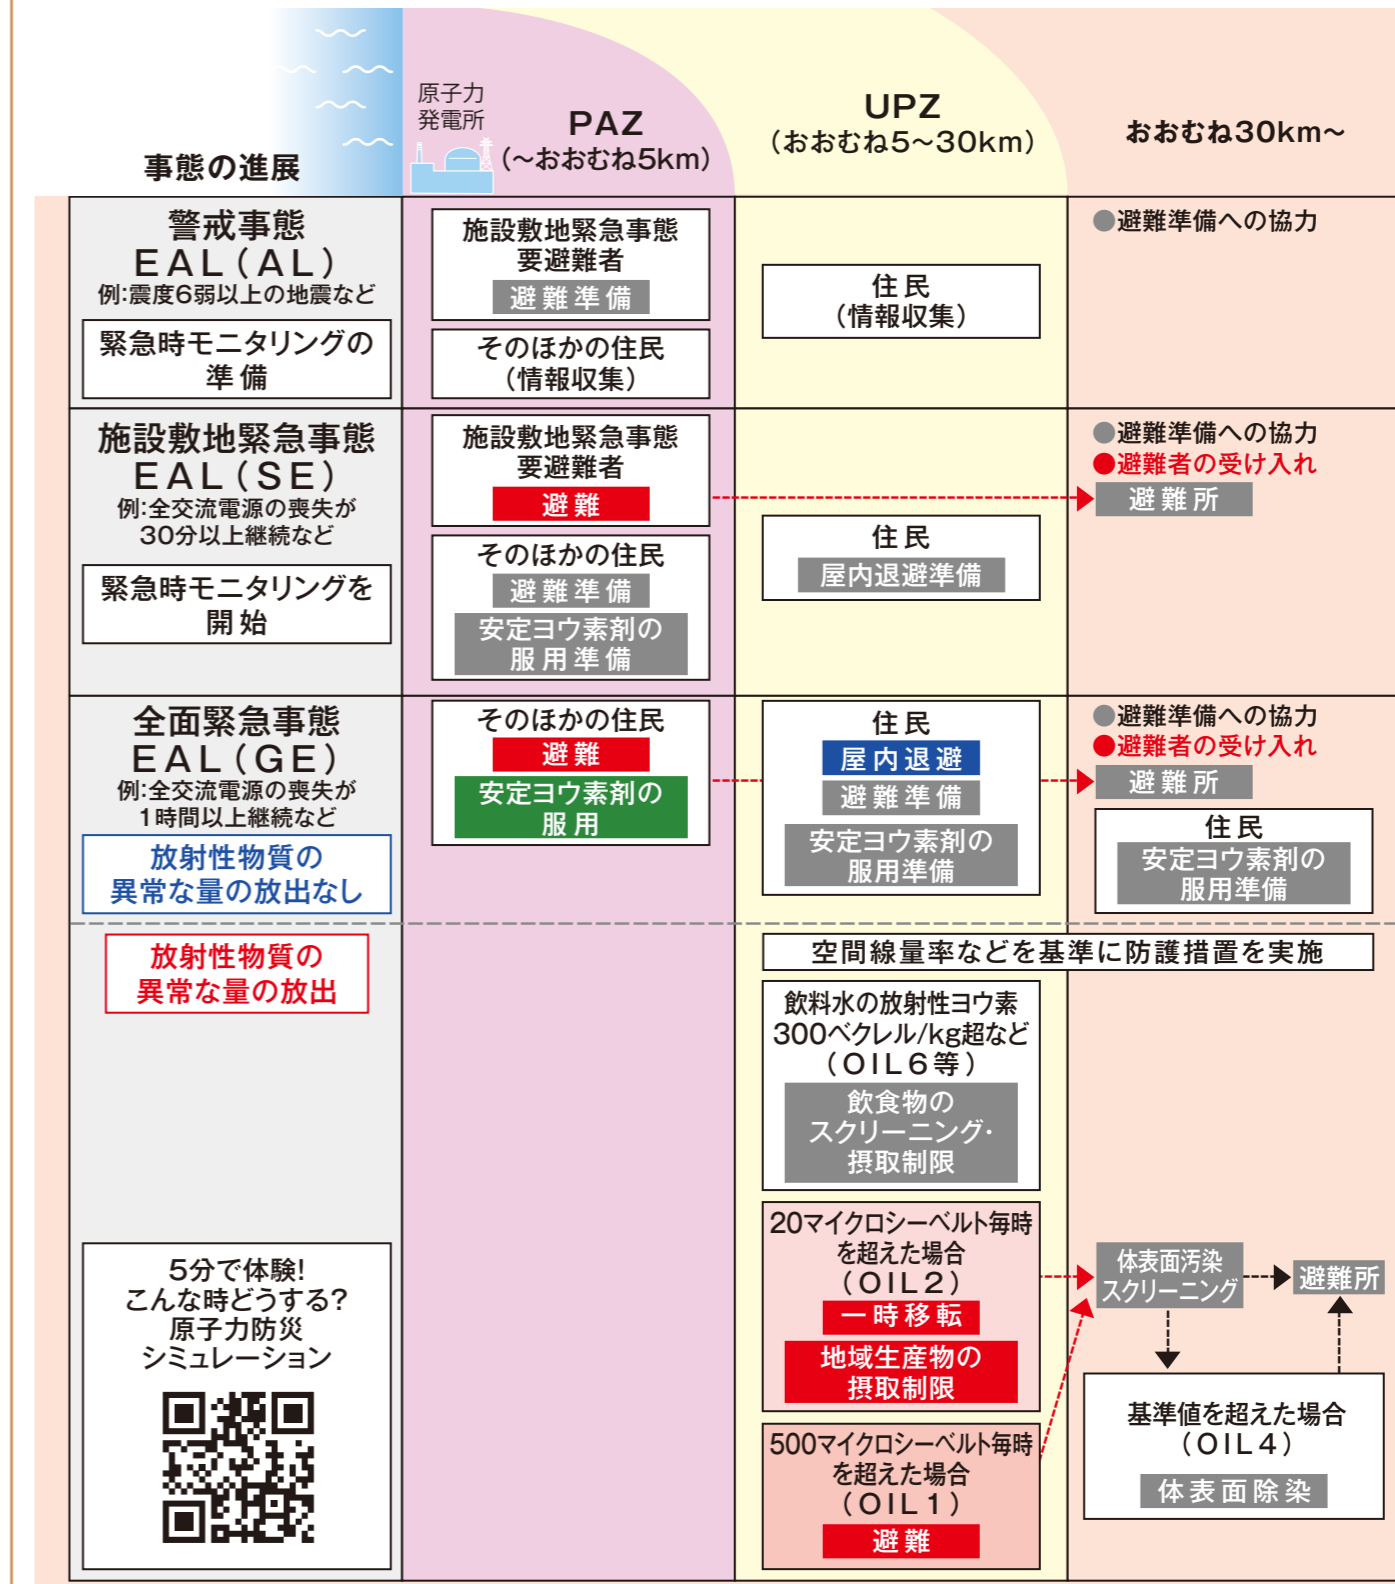 原子力
発電所
PAZ
(～おおむね5km)
UPZ
(おおむね5～30km)
おおむね30km～
事態の進展
警戒事態
EAL(AL)
例:震度6弱以上の地震など
緊急時モニタリングの
準備
施設敷地緊急事態
要避難者
避難準備
そのほかの住民
(情報収集)
住民
(情報収集)
●避難準備への協力
施設敷地緊急事態
EAL(SE)
例:全交流電源の喪失が
30分以上継続など
緊急時モニタリングを
開始
施設敷地緊急事態
要避難者
避難
そのほかの住民
避難準備
安定ヨウ素剤の
服用準備
住民
屋内退避準備
●避難準備への協力
●避難者の受け入れ
避難所
全面緊急事態
EAL(GE)
例:全交流電源の喪失が
1時間以上継続など
放射性物質の
異常な量の放出なし
そのほかの住民
避難
安定ヨウ素剤の
服用
住民
屋内退避
避難準備
安定ヨウ素剤の
服用準備
●避難準備への協力
●避難者の受け入れ
避難所
住民
安定ヨウ素剤の
服用準備
放射性物質の
異常な量の放出
空間線量率などを基準に防護措置を実施
飲料水の放射性ヨウ素
300ベクレル/kg超など
(OIL6等)
飲食物の
スクリーニング・
摂取制限
20マイクロシーベルト毎時
を超えた場合
(OIL2)
一時移転
地域生産物の
摂取制限
体表面汚染
スクリーニング
避難所
500マイクロシーベルト毎時
を超えた場合
(OIL1)
避難
基準値を超えた場合
(OIL4)
体表面除染
5分で体験!
こんな時どうする?
原子力防災
シミュレーション